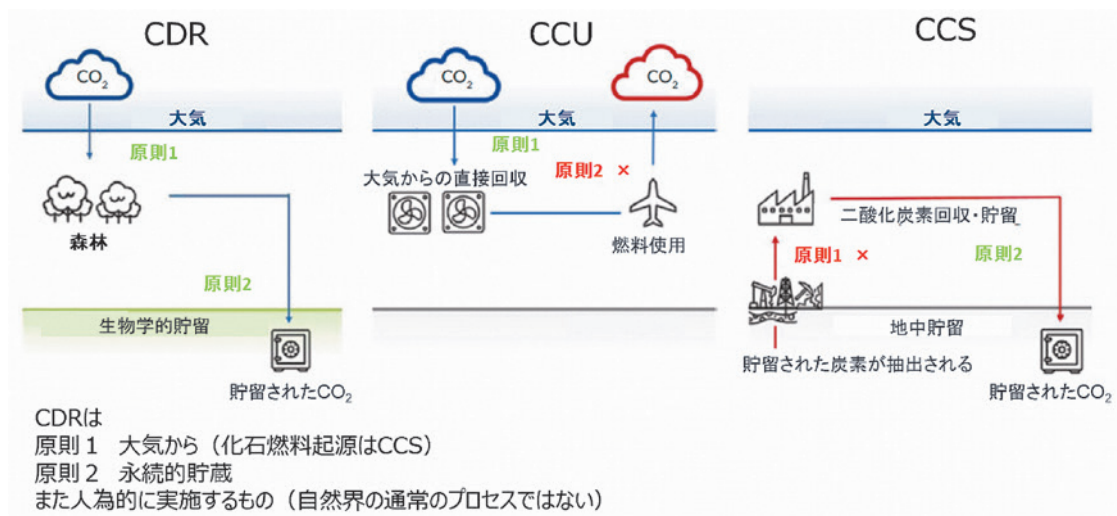 CDR
CO₂
大気
原則1
森林
原則2
生物学的貯留
貯留されたCO₂
CCU
CO₂
CO₂
大気
原則1
大気からの直接回収
原則2 ×
燃料使用
CCS
大気
二酸化炭素回収・貯留
原則1 ×
原則2
地中貯留
貯留された炭素が抽出される
貯留されたCO₂
CDRは
原則1 大気から（化石燃料起源はCCS）
原則2 永続的貯蔵
また人為的に実施するもの（自然界の通常のプロセスではない）